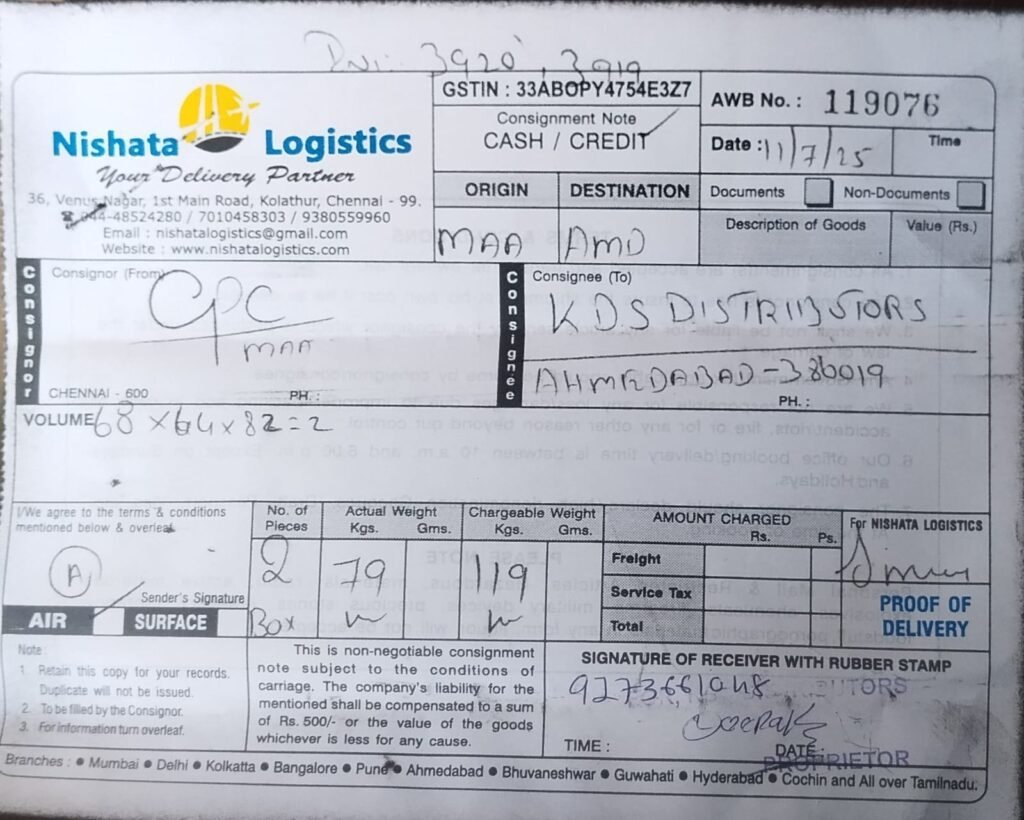 3920, 3919
GSTIN : 33ABOPY4754E3Z7
AWB No. : 119076
Nishata Logistics
Your Delivery Partner
36, Venus Nagar, 1st Main Road, Kolathur, Chennai - 99.
044-48524280 / 7010458303 / 9380559960
Email : nishatalogistics@gmail.com
Website : www.nishatalogistics.com
Consignment Note
CASH / CREDIT
Date : 11/7/25
Time
ORIGIN
DESTINATION
Documents
Non-Documents
MAA
AMD
Description of Goods
Value (Rs.)
Consignor
Consignor (From)
CPC
MAA
CHENNAI - 600
PH. :
Consignee
Consignee (To)
KDS DISTRIBUTORS
AHMEDABAD - 380019
PH. :
VOLUME 68 x 64 x 82 = 2
I/We agree to the terms & conditions
mentioned below & overleaf
A
Sender's Signature
AIR
SURFACE
No. of Pieces
2
Box
Actual Weight
Kgs. Gms.
79
Chargeable Weight
Kgs. Gms.
119
AMOUNT CHARGED
Rs. Ps.
Freight
Service Tax
Total
For NISHATA LOGISTICS
PROOF OF
DELIVERY
Note :
1. Retain this copy for your records.
Duplicate will not be issued.
2. To be filled by the Consignor.
3. For information turn overleaf.
This is non-negotiable consignment
note subject to the conditions of
carriage. The company's liability for the
mentioned shall be compensated to a sum
of Rs. 500/- or the value of the goods
whichever is less for any cause.
SIGNATURE OF RECEIVER WITH RUBBER STAMP
9273661048
UTORS
TIME :
DATE :
PROPRIETOR
Branches : • Mumbai • Delhi • Kolkatta • Bangalore • Pune • Ahmedabad • Bhuvaneshwar • Guwahati • Hyderabad • Cochin and All over Tamilnadu.